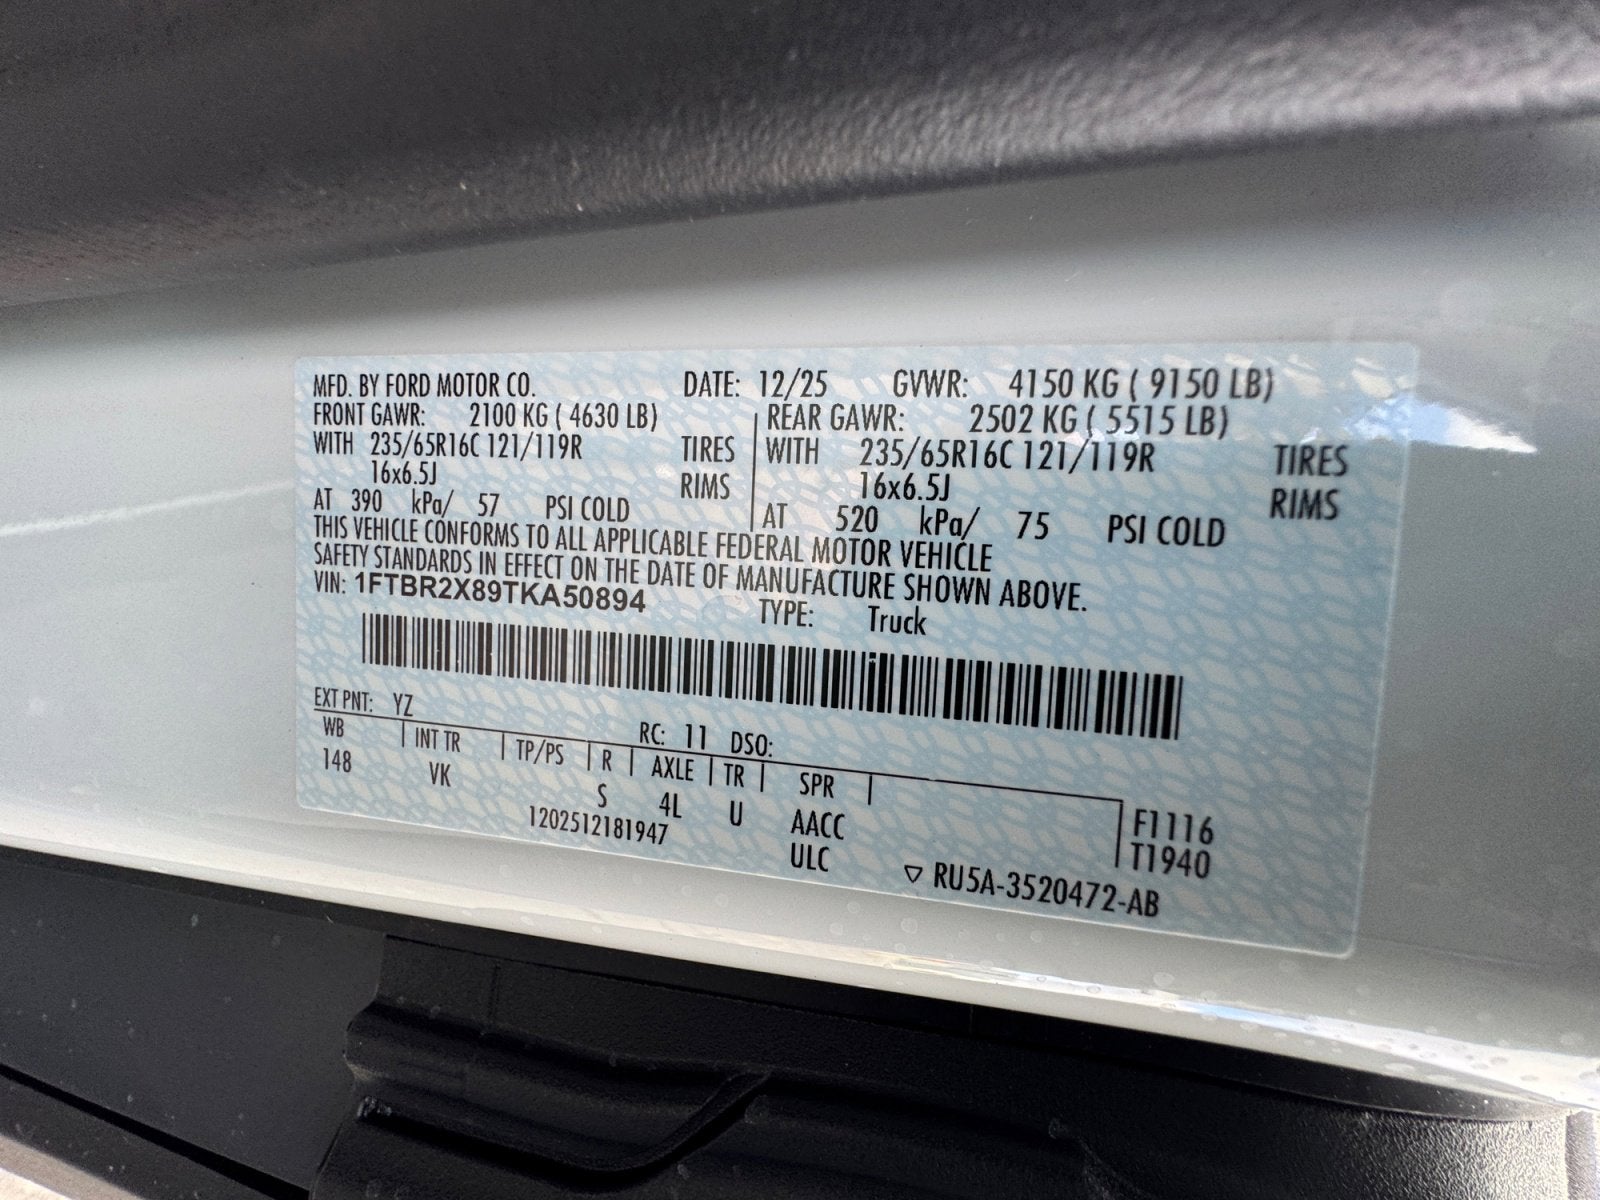 MFD. BY FORD MOTOR CO. DATE: 12/25 GVWR: 4150 KG ( 9150 LB)
FRONT GAWR: 2100 KG ( 4630 LB) REAR GAWR: 2502 KG ( 5515 LB)
WITH 235/65R16C 121/119R TIRES WITH 235/65R16C 121/119R TIRES
16x6.5J RIMS 16x6.5J RIMS
AT 390 kPa/ 57 PSI COLD AT 520 kPa/ 75 PSI COLD
THIS VEHICLE CONFORMS TO ALL APPLICABLE FEDERAL MOTOR VEHICLE
SAFETY STANDARDS IN EFFECT ON THE DATE OF MANUFACTURE SHOWN ABOVE.
VIN: 1FTBR2X89TKA50894 TYPE: Truck
EXT PNT: YZ RC: 11 DSO:
WB INT TR TP/PS R AXLE TR SPR
148 VK S 4L U AACC F1116
1202512181947 ULC T1940
▽ RU5A-3520472-AB